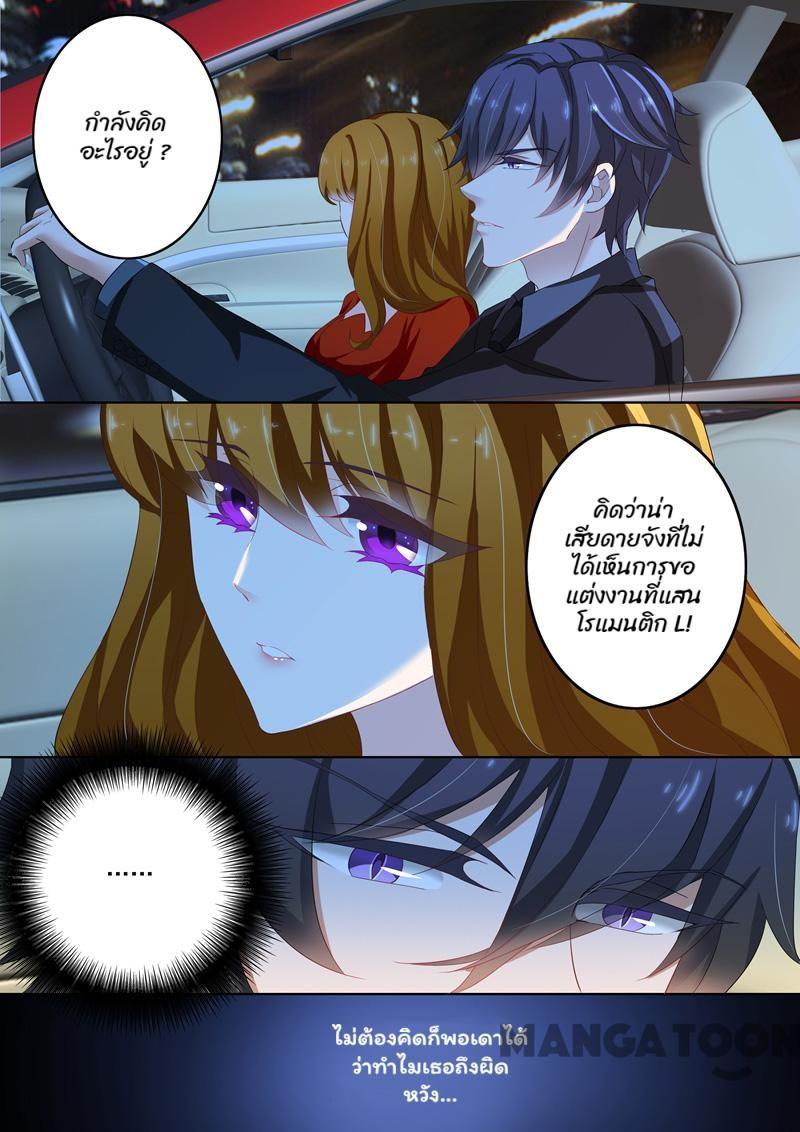 กำลังคิด
อะไรอยู่ ?
คิดว่าน่า
เสียดายจังที่ไม่
ได้เห็นการขอ
แต่งงานที่แสน
โรแมนติก L!
......
ไม่ต้องคิดก็พอเดาได้
ว่าทำไมเธอถึงผิด
หวัง...
MANGATOON